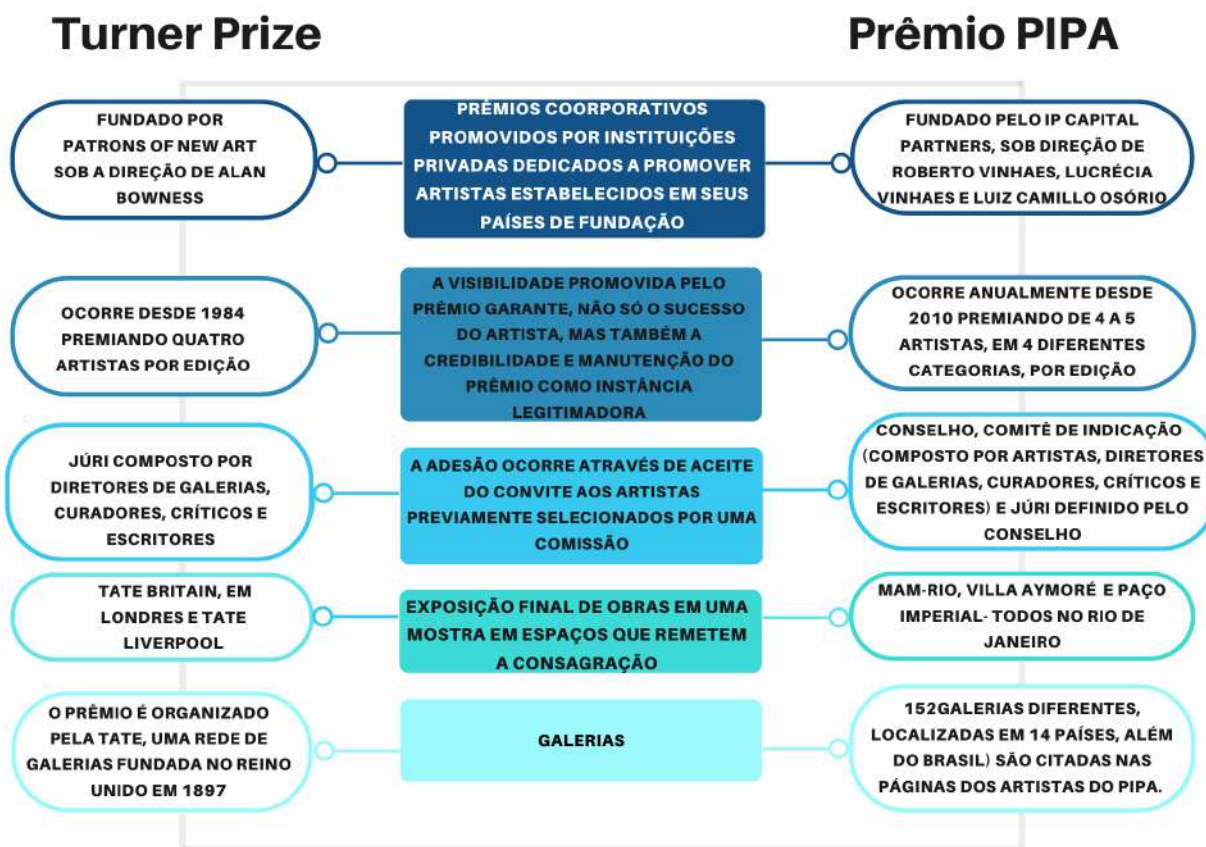 Turner Prize
Prêmio PIPA
FUNDADO POR
PATRONS OF NEW ART
SOB A DIREÇÃO DE ALAN
BOWNESS
PRÊMIOS COORPORATIVOS
PROMOVIDOS POR INSTITUIÇÕES
PRIVADAS DEDICADOS A PROMOVER
ARTISTAS ESTABELECIDOS EM SEUS
PAÍSES DE FUNDAÇÃO
FUNDADO PELO IP CAPITAL
PARTNERS, SOB DIREÇÃO DE
ROBERTO VINHAES, LUCRÉCIA
VINHAES E LUIZ CAMILLO OSÓRIO
OCORRE DESDE 1984
PREMIANDO QUATRO
ARTISTAS POR EDIÇÃO
A VISIBILIDADE PROMOVIDA PELO
PRÊMIO GARANTE, NÃO SÓ O SUCESSO
DO ARTISTA, MAS TAMBÉM A
CREDIBILIDADE E MANUTENÇÃO DO
PRÊMIO COMO INSTÂNCIA
LEGITIMADORA
OCORRE ANUALMENTE DESDE
2010 PREMIANDO DE 4 A 5
ARTISTAS, EM 4 DIFERENTES
CATEGORIAS, POR EDIÇÃO
JÚRI COMPOSTO POR
DIRETORES DE GALERIAS,
CURADORES, CRÍTICOS E
ESCRITORES
A ADESÃO OCORRE ATRAVÉS DE ACEITE
DO CONVITE AOS ARTISTAS
PREVIAMENTE SELECIONADOS POR UMA
COMISSÃO
CONSELHO, COMITÊ DE INDICAÇÃO
(COMPOSTO POR ARTISTAS, DIRETORES
DE GALERIAS, CURADORES, CRÍTICOS E
ESCRITORES) E JÚRI DEFINIDO PELO
CONSELHO
TATE BRITAIN, EM
LONDRES E TATE
LIVERPOOL
EXPOSIÇÃO FINAL DE OBRAS EM UMA
MOSTRA EM ESPAÇOS QUE REMETEM
A CONSAGRAÇÃO
MAM-RIO, VILLA AYMORÉ E PAÇO
IMPERIAL- TODOS NO RIO DE
JANEIRO
O PRÊMIO É ORGANIZADO
PELA TATE, UMA REDE DE
GALERIAS FUNDADA NO REINO
UNIDO EM 1897
GALERIAS
152GALERIAS DIFERENTES,
LOCALIZADAS EM 14 PAÍSES, ALÉM
DO BRASIL) SÃO CITADAS NAS
PÁGINAS DOS ARTISTAS DO PIPA.